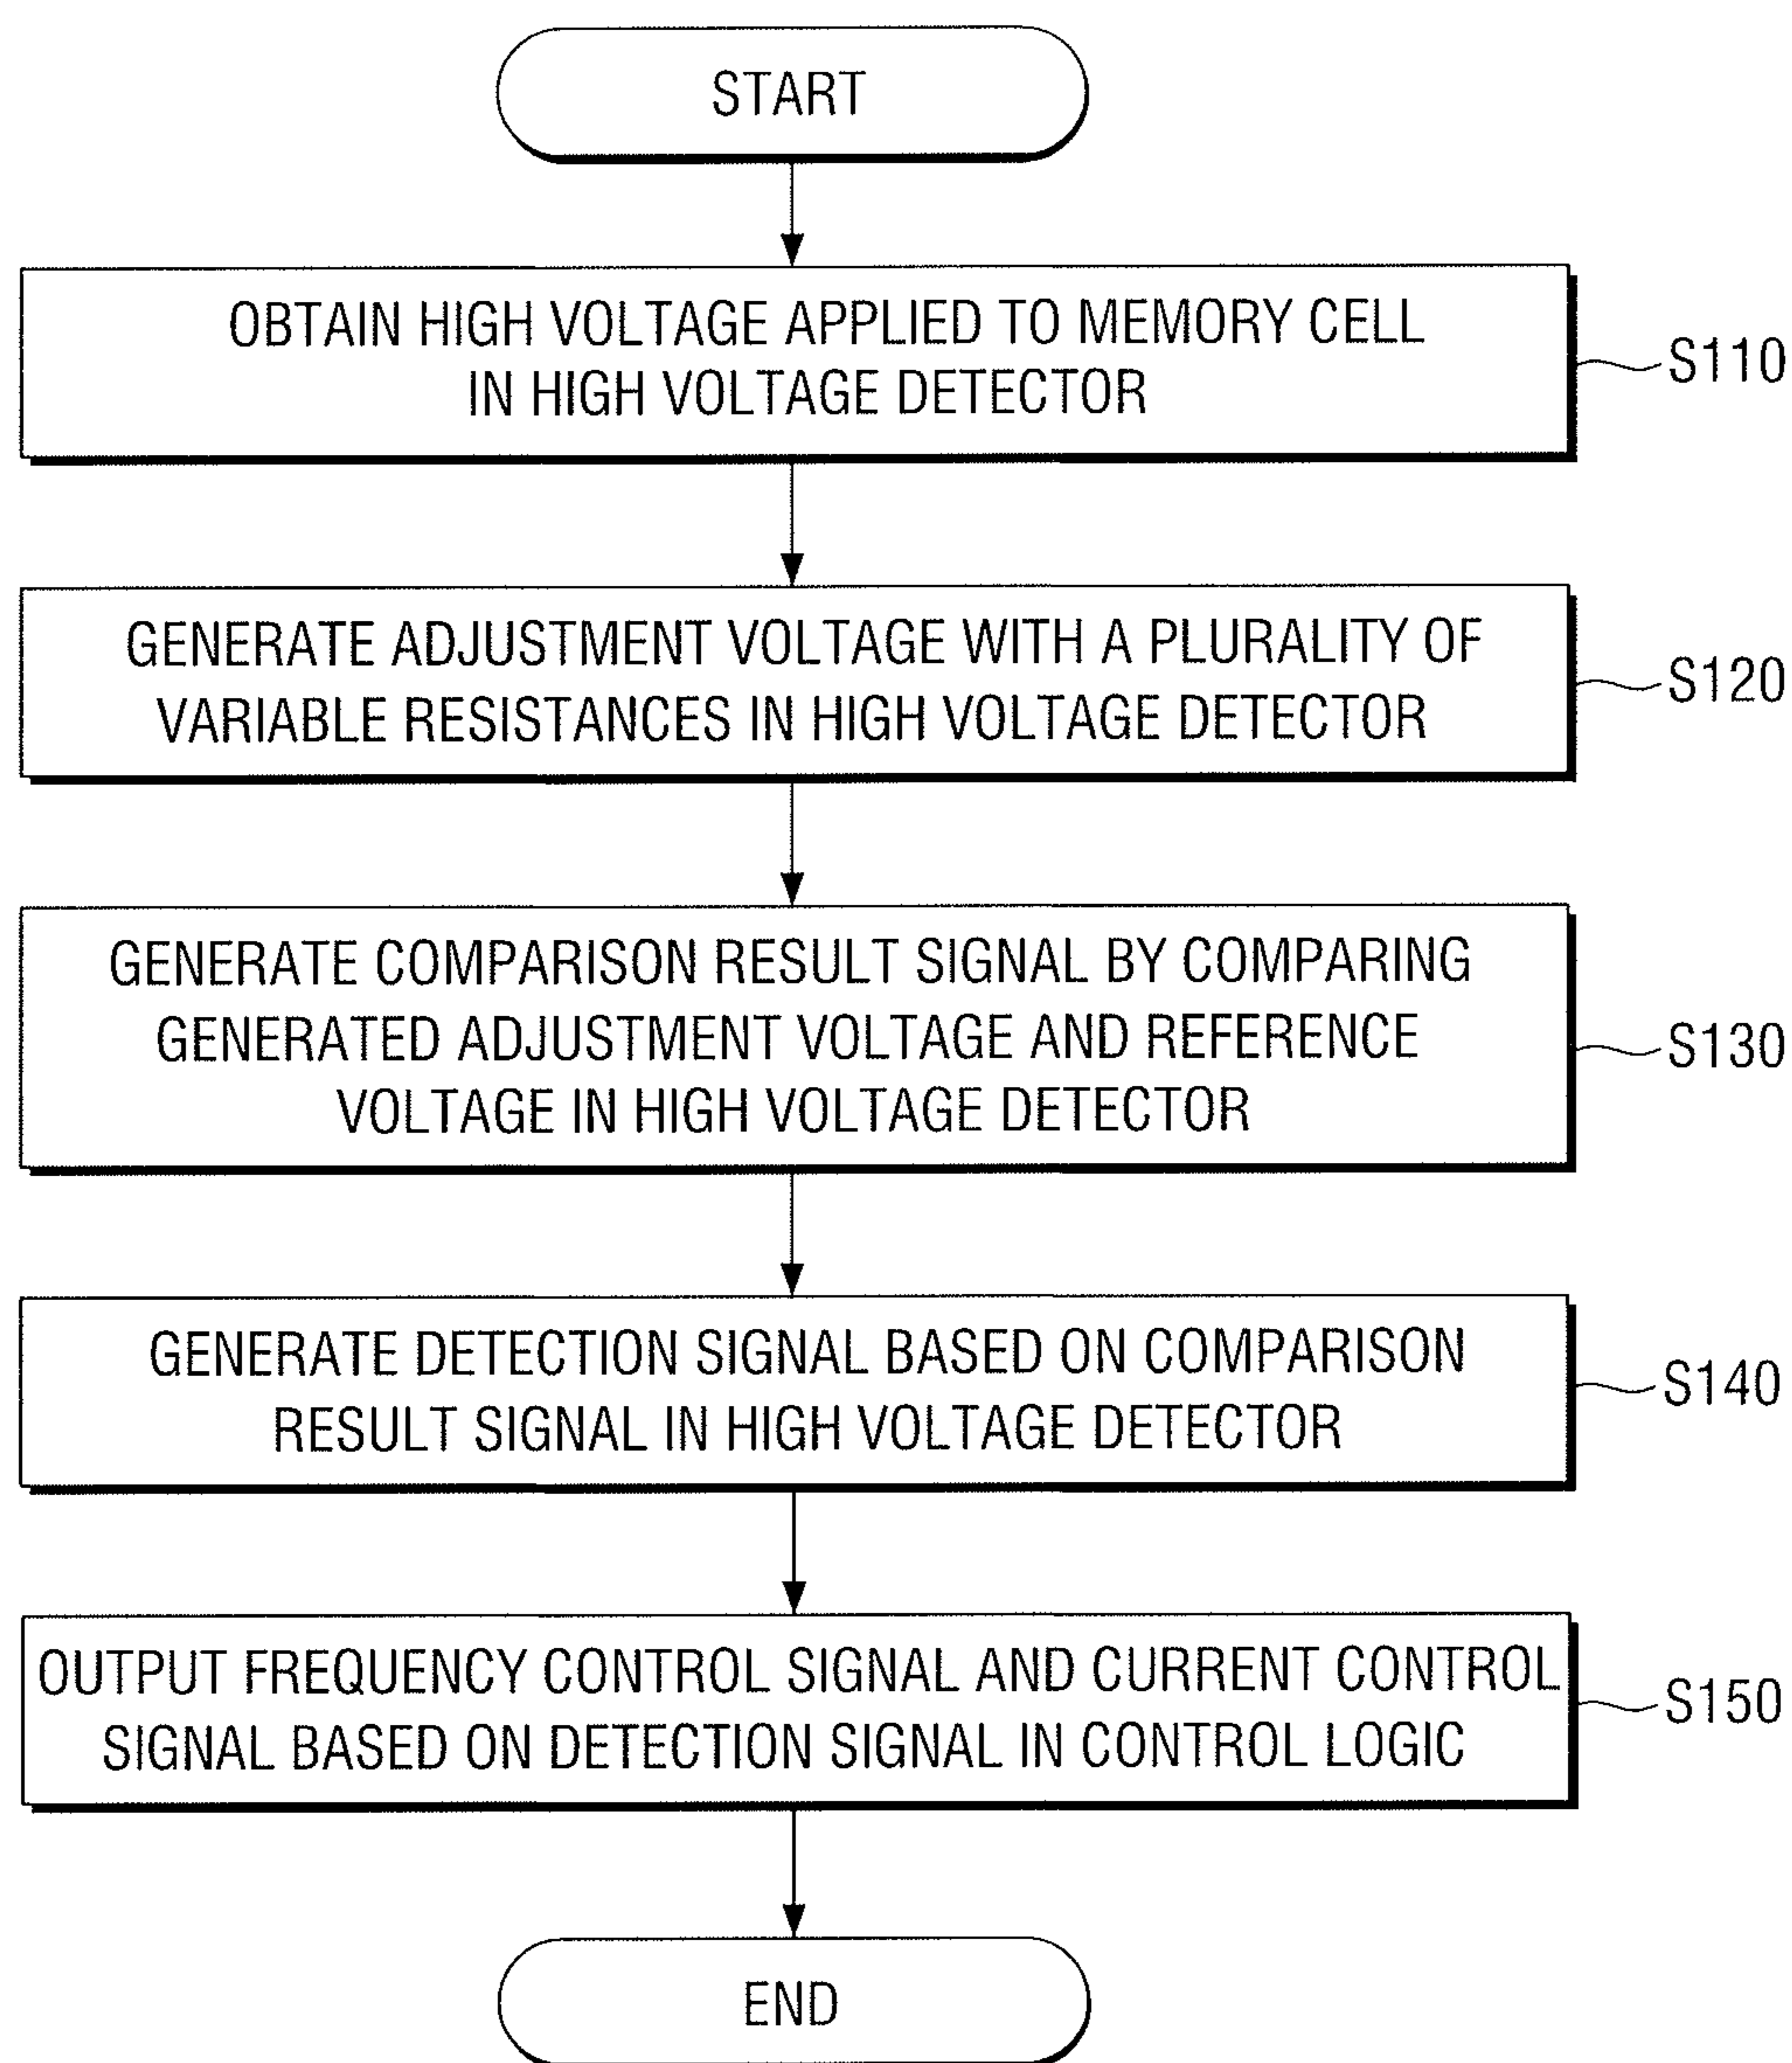 START
OBTAIN HIGH VOLTAGE APPLIED TO MEMORY CELL
IN HIGH VOLTAGE DETECTOR
S110
GENERATE ADJUSTMENT VOLTAGE WITH A PLURALITY OF
VARIABLE RESISTANCES IN HIGH VOLTAGE DETECTOR
S120
GENERATE COMPARISON RESULT SIGNAL BY COMPARING
GENERATED ADJUSTMENT VOLTAGE AND REFERENCE
VOLTAGE IN HIGH VOLTAGE DETECTOR
S130
GENERATE DETECTION SIGNAL BASED ON COMPARISON
RESULT SIGNAL IN HIGH VOLTAGE DETECTOR
S140
OUTPUT FREQUENCY CONTROL SIGNAL AND CURRENT CONTROL
SIGNAL BASED ON DETECTION SIGNAL IN CONTROL LOGIC
S150
END